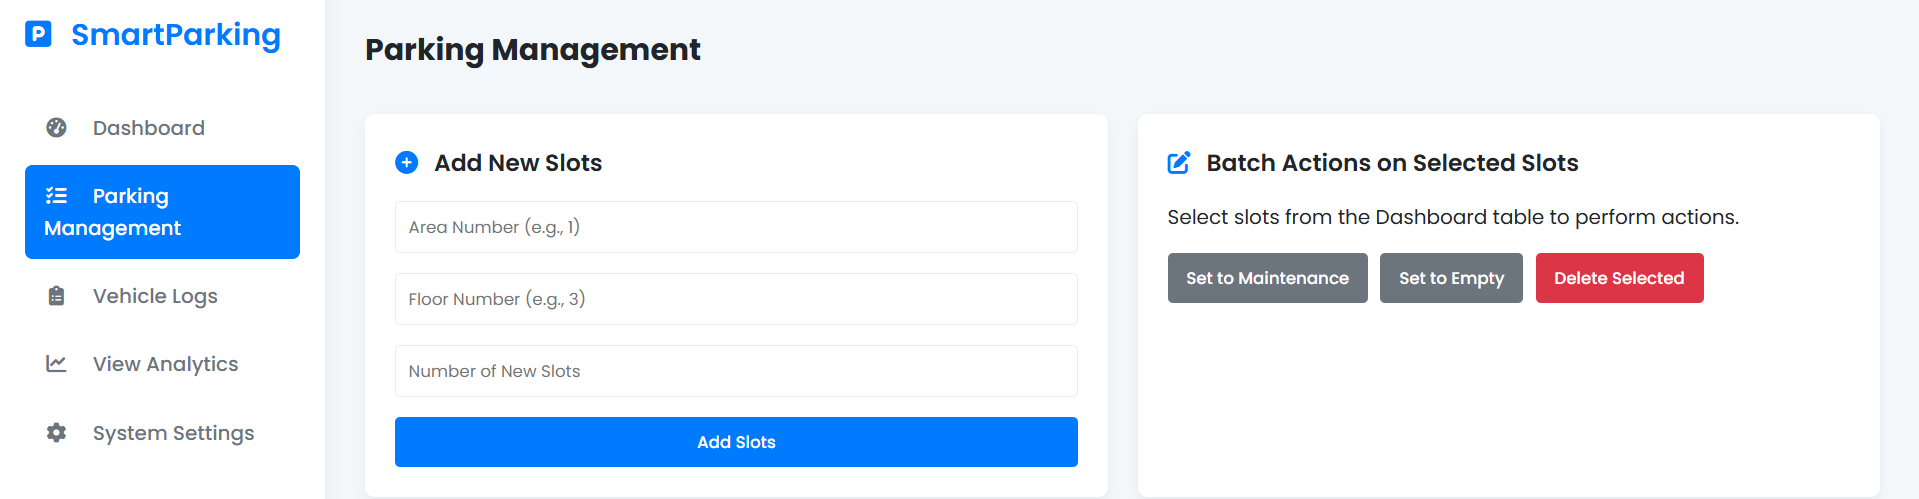 SmartParking
Dashboard
Parking
Management
Vehicle Logs
View Analytics
System Settings
Parking Management
Add New Slots
Area Number (e.g., 1)
Floor Number (e.g., 3)
Number of New Slots
Add Slots
Batch Actions on Selected Slots
Select slots from the Dashboard table to perform actions.
Set to Maintenance
Set to Empty
Delete Selected